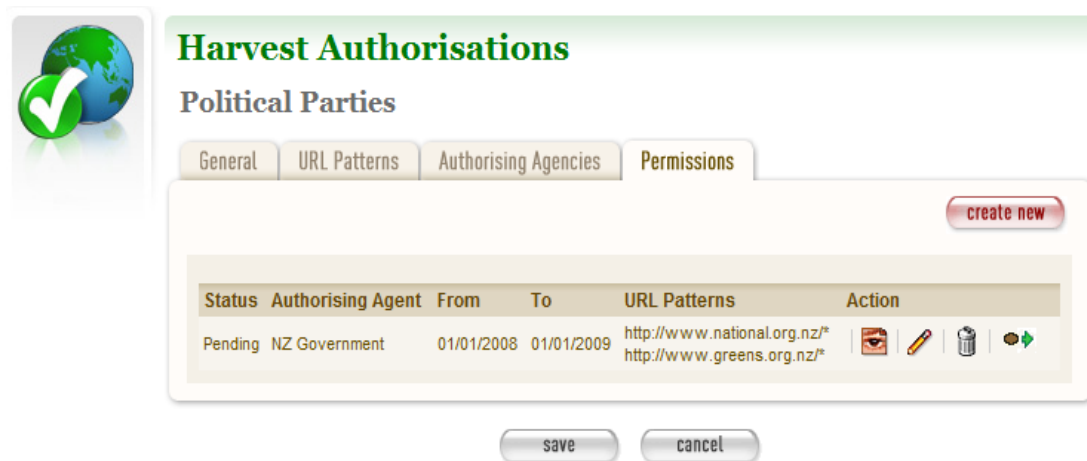 Harvest Authorisations
Political Parties
General URL Patterns Authorising Agencies Permissions
create new
Status Authorising Agent From To URL Patterns Action
Pending NZ Government 01/01/2008 01/01/2009 http://www.national.org.nz/*
http://www.greens.org.nz/*
save cancel